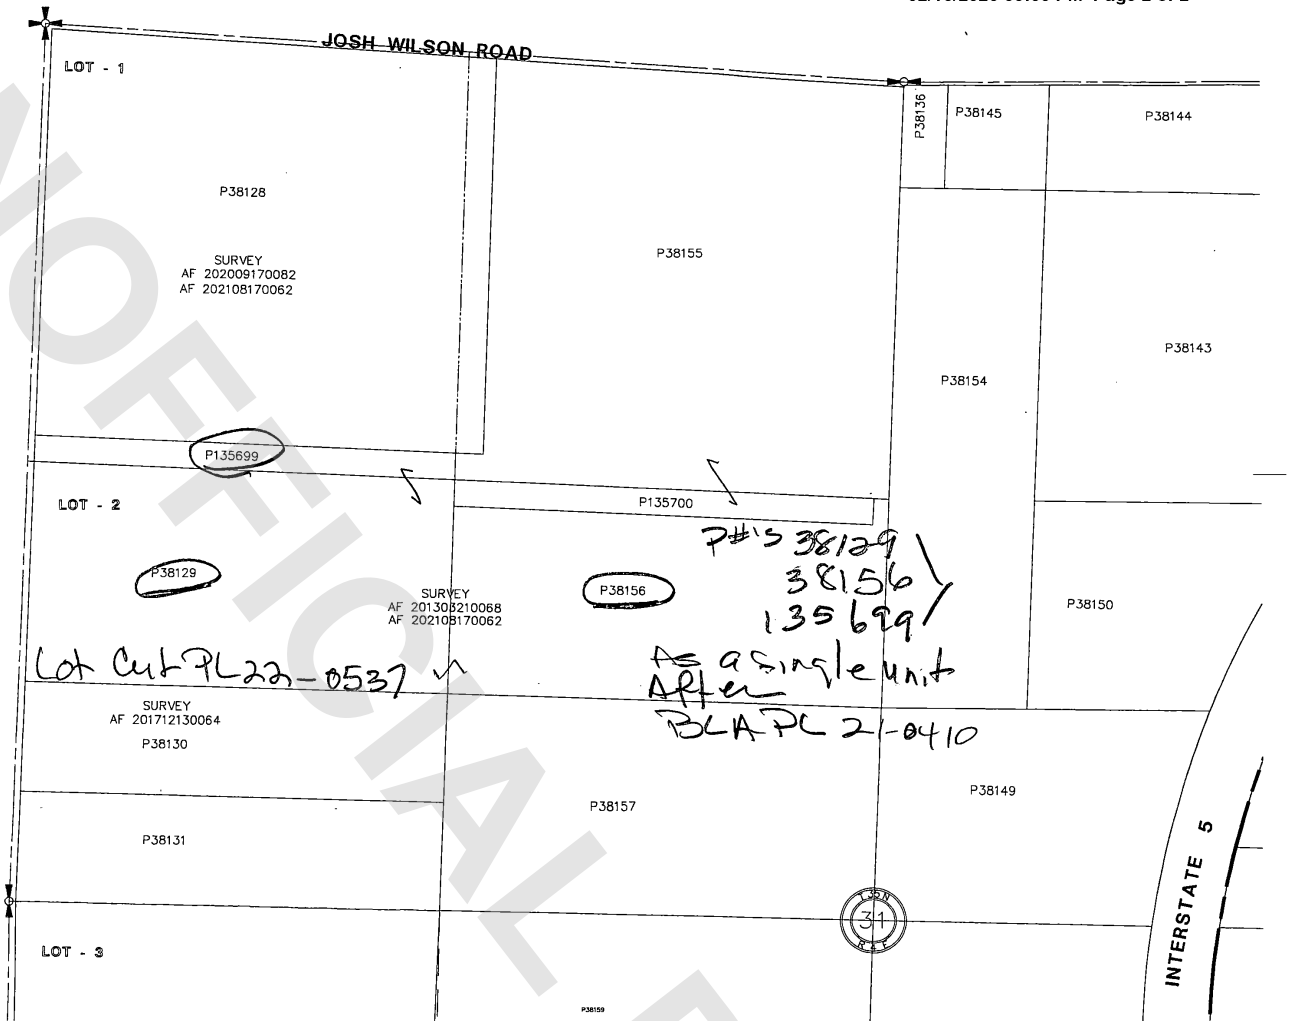 JOSH WILSON ROAD
LOT - 1
P38136
P38145
P38144
P38128
SURVEY
AF 202009170082
AF 202108170062
P38155
P38143
P38154
P135699
LOT - 2
P135700
P#'s 38129
38156
135699
P38129
P38156
SURVEY
AF 201303210068
AF 202108170062
P38150
Lot Cert PL22-0537
As a single unit
After
BLA PL 21-0410
SURVEY
AF 201712130064
P38130
P38157
P38149
P38131
INTERSTATE 5
T35N
31
R4E
LOT - 3
P38159